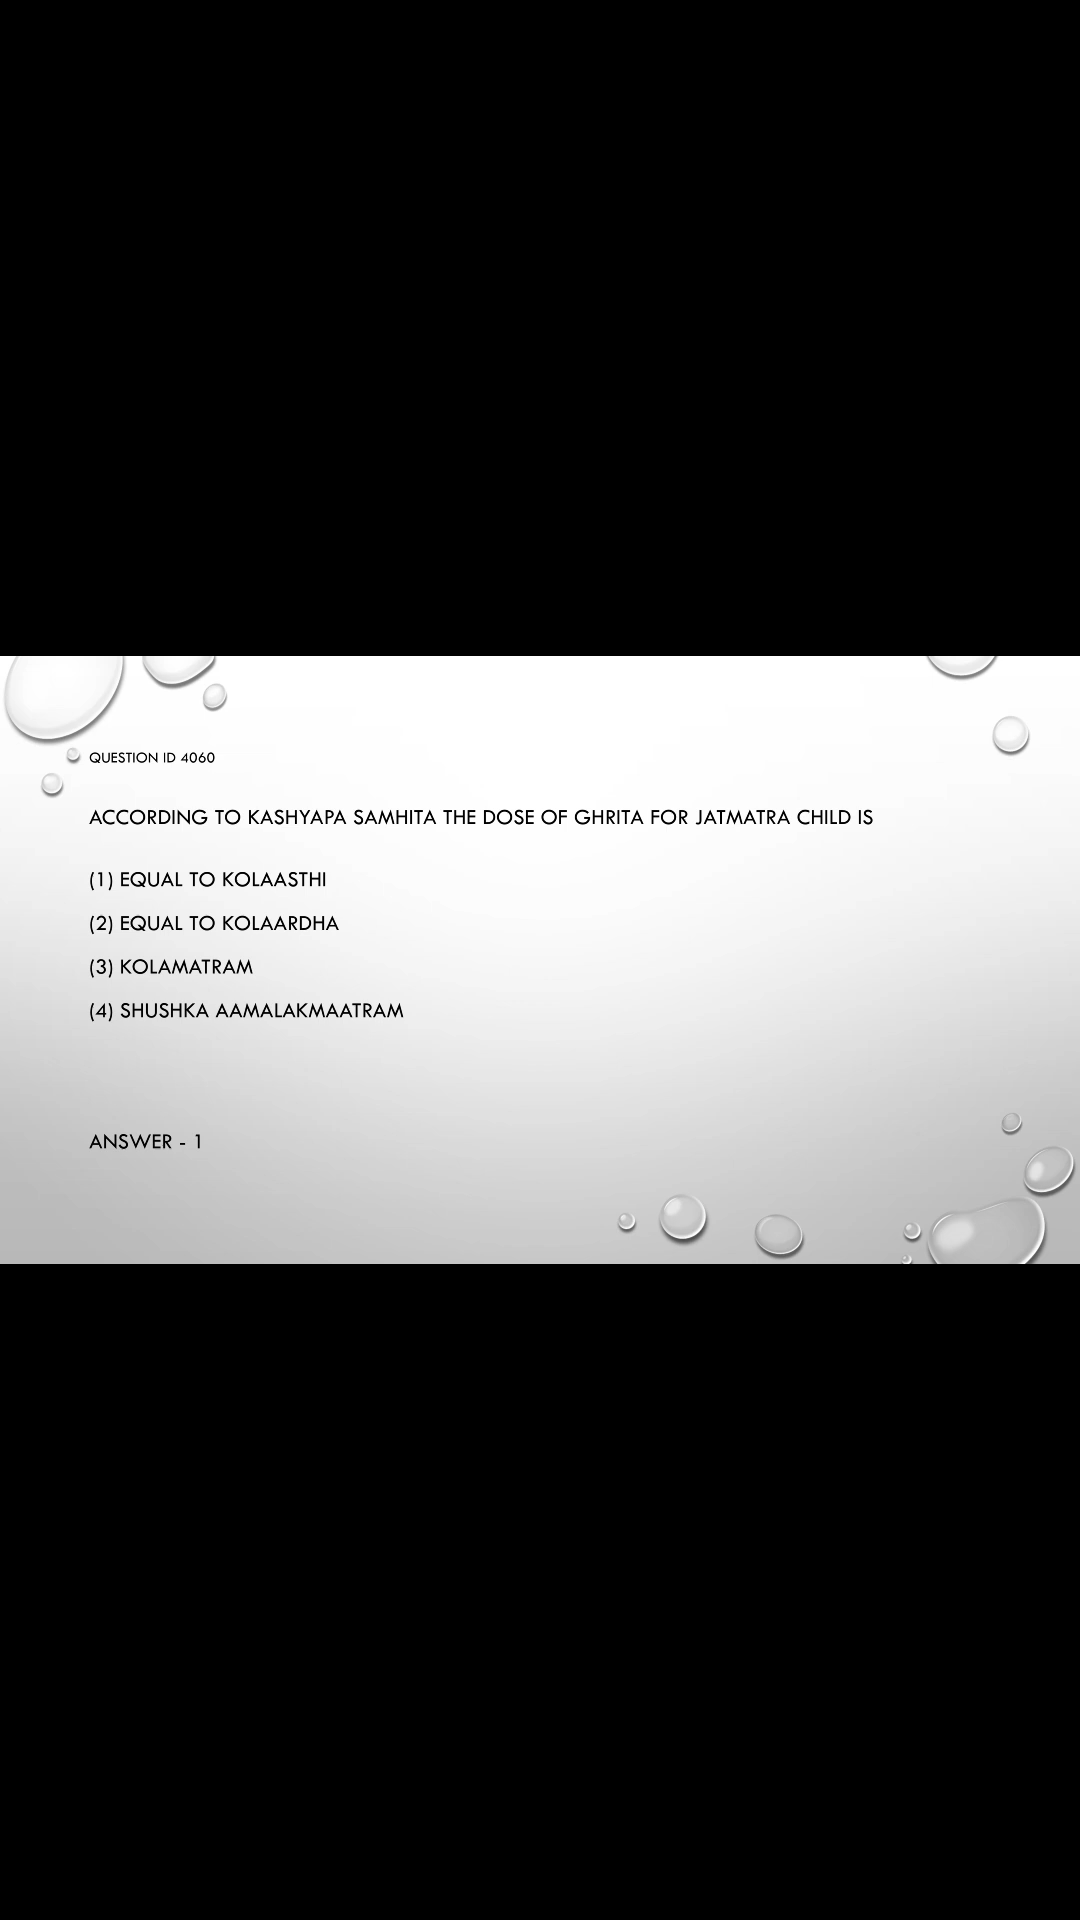 QUESTION ID 4060
ACCORDING TO KASHYAPA SAMHITA THE DOSE OF GHRITA FOR JATMATRA CHILD IS
(1) EQUAL TO KOLAASTHI
(2) EQUAL TO KOLAARDHA
(3) KOLAMATRAM
(4) SHUSHKA AAMALAKMAATRAM
ANSWER - 1